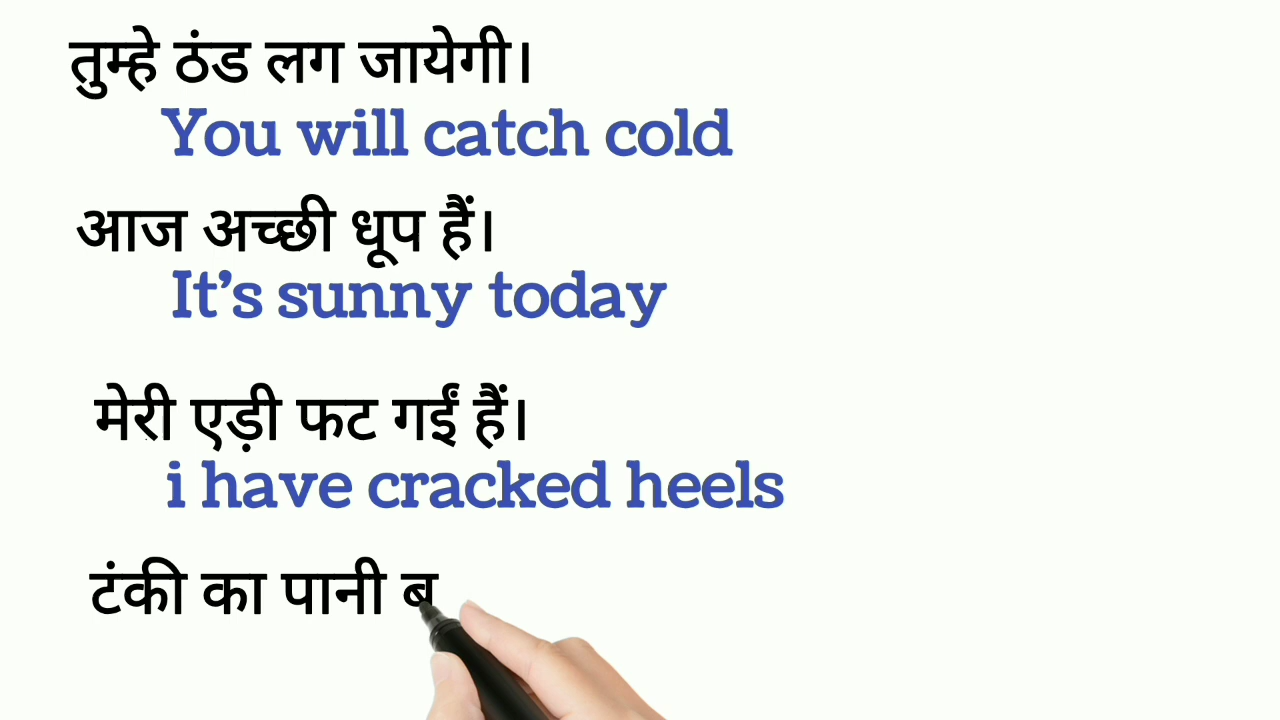 तुम्हे ठंड लग जायेगी।
You will catch cold
आज अच्छी धूप हैं।
It's sunny today
मेरी एड़ी फट गईं हैं।
i have cracked heels
टंकी का पानी ब